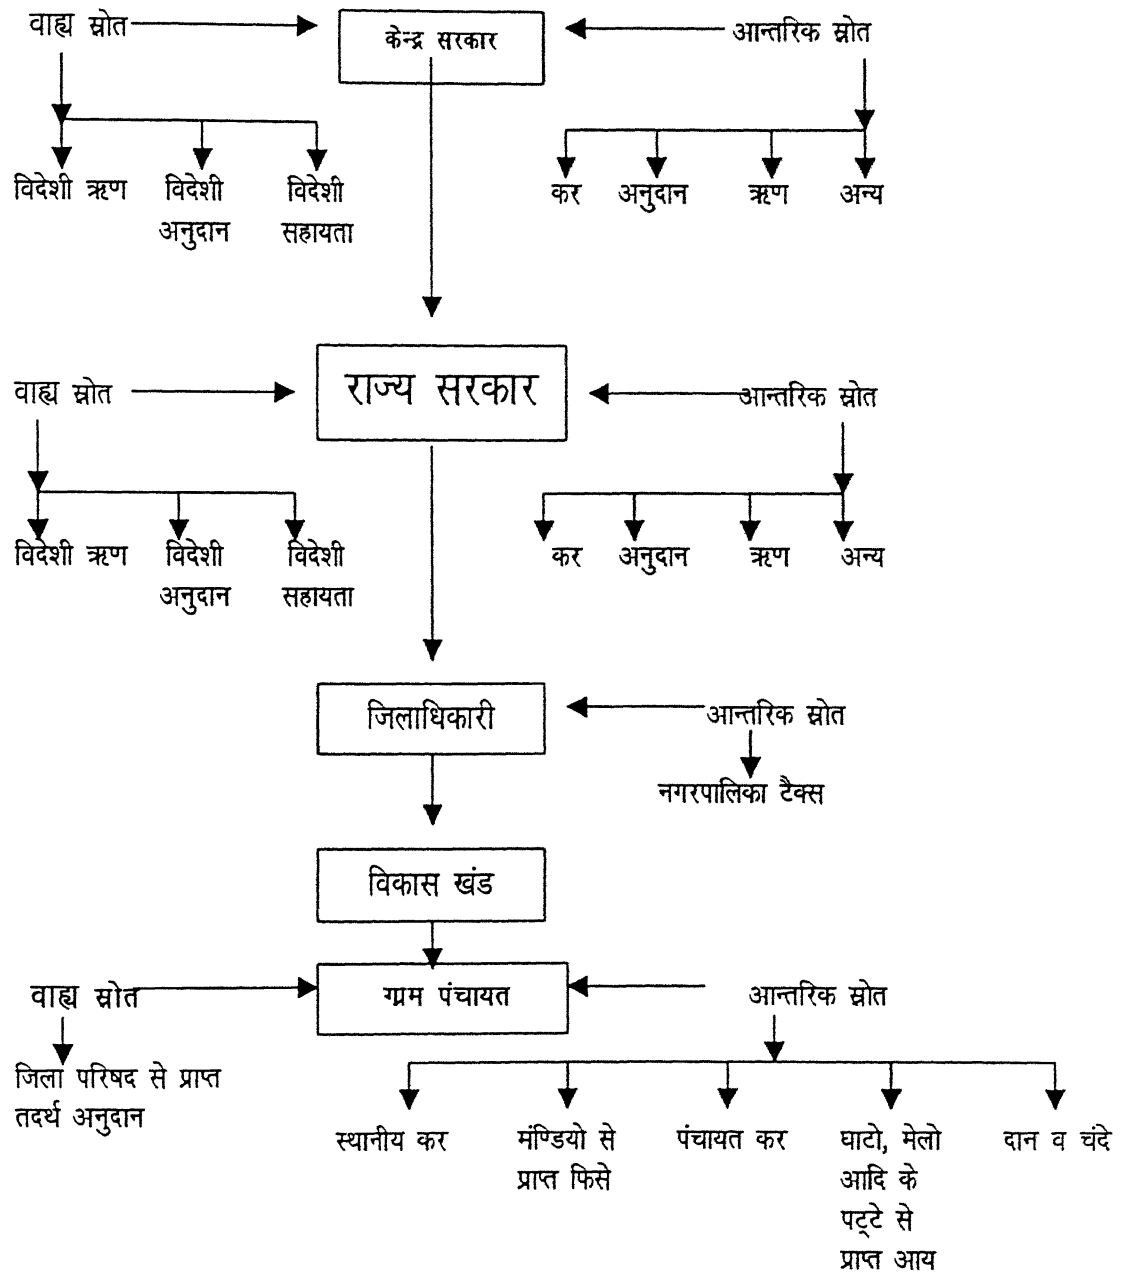 वाह्य स्रोत
केन्द्र सरकार
आन्तरिक स्रोत
विदेशी ऋण
विदेशी
अनुदान
विदेशी
सहायता
कर
अनुदान
ऋण
अन्य
वाह्य स्रोत
राज्य सरकार
आन्तरिक स्रोत
विदेशी ऋण
विदेशी
अनुदान
विदेशी
सहायता
कर
अनुदान
ऋण
अन्य
जिलाधिकारी
आन्तरिक स्रोत
नगरपालिका टैक्स
विकास खंड
वाह्य स्रोत
ग्राम पंचायत
आन्तरिक स्रोत
जिला परिषद से प्राप्त
तदर्थ अनुदान
स्थानीय कर
मंण्डियो से
प्राप्त फिसे
पंचायत कर
घाटो, मेलो
आदि के
पट्टे से
प्राप्त आय
दान व चंदे